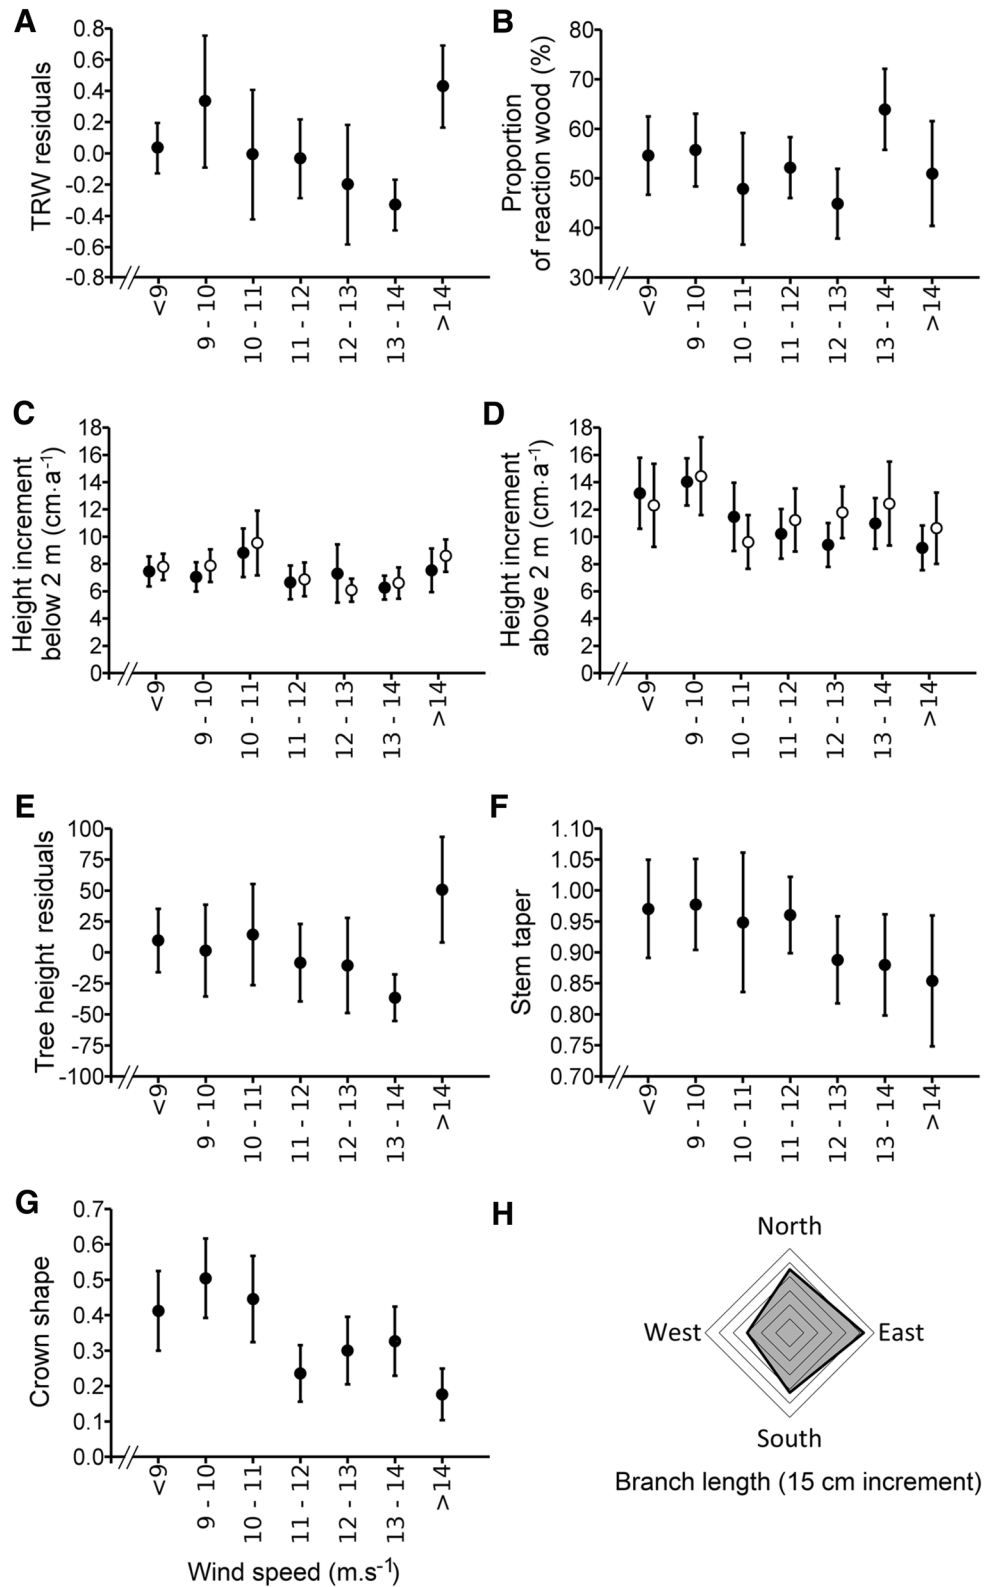 A
TRW residuals
0.8
0.6
0.4
0.2
0.0
-0.2
-0.4
-0.6
-0.8
<9
9 - 10
10 - 11
11 - 12
12 - 13
13 - 14
>14
B
Proportion
of reaction wood (%)
80
70
60
50
40
30
<9
9 - 10
10 - 11
11 - 12
12 - 13
13 - 14
>14
C
Height increment
below 2 m (cm·a⁻¹)
18
16
14
12
10
8
6
4
2
0
<9
9 - 10
10 - 11
11 - 12
12 - 13
13 - 14
>14
D
Height increment
above 2 m (cm·a⁻¹)
18
16
14
12
10
8
6
4
2
0
<9
9 - 10
10 - 11
11 - 12
12 - 13
13 - 14
>14
E
Tree height residuals
100
75
50
25
0
-25
-50
-75
-100
<9
9 - 10
10 - 11
11 - 12
12 - 13
13 - 14
>14
F
Stem taper
1.10
1.05
1.00
0.95
0.90
0.85
0.80
0.75
0.70
<9
9 - 10
10 - 11
11 - 12
12 - 13
13 - 14
>14
G
Crown shape
0.7
0.6
0.5
0.4
0.3
0.2
0.1
0.0
<9
9 - 10
10 - 11
11 - 12
12 - 13
13 - 14
>14
Wind speed (m.s⁻¹)
H
North
West
East
South
Branch length (15 cm increment)